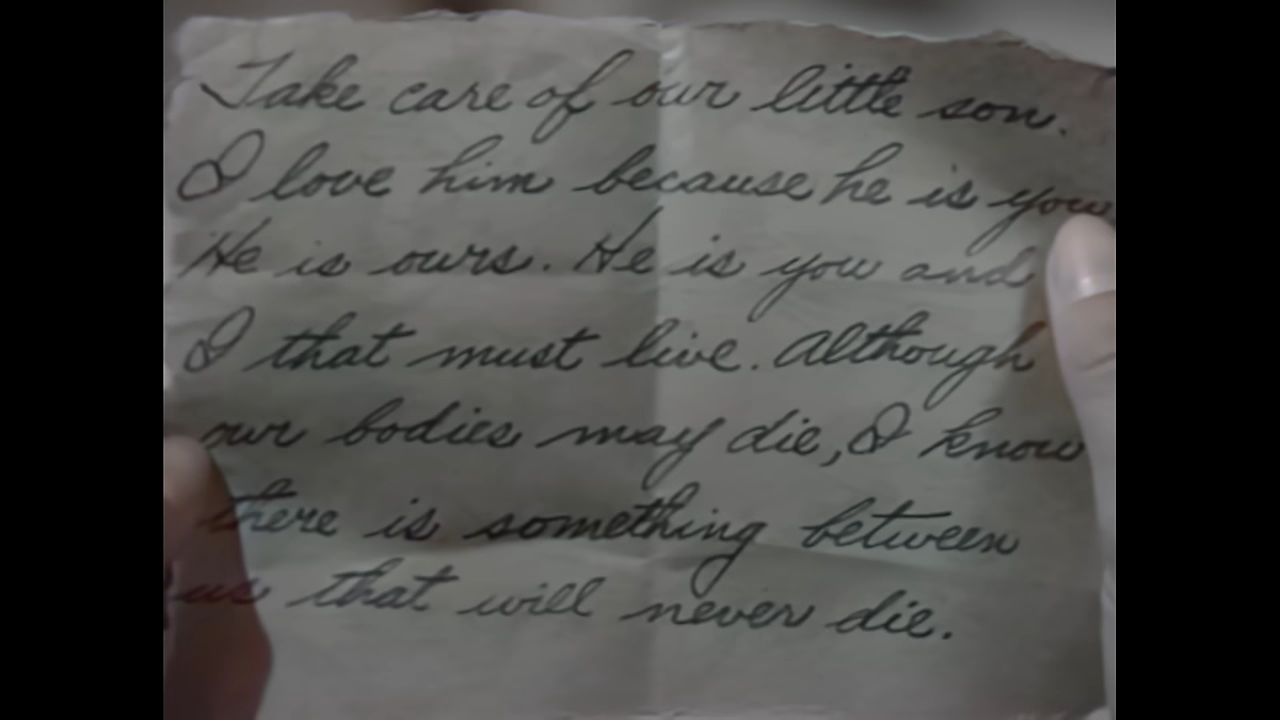 Take care of our little son.
I love him because he is you
He is ours. He is you and
I that must live. Although
our bodies may die, I know
there is something between
us that will never die.